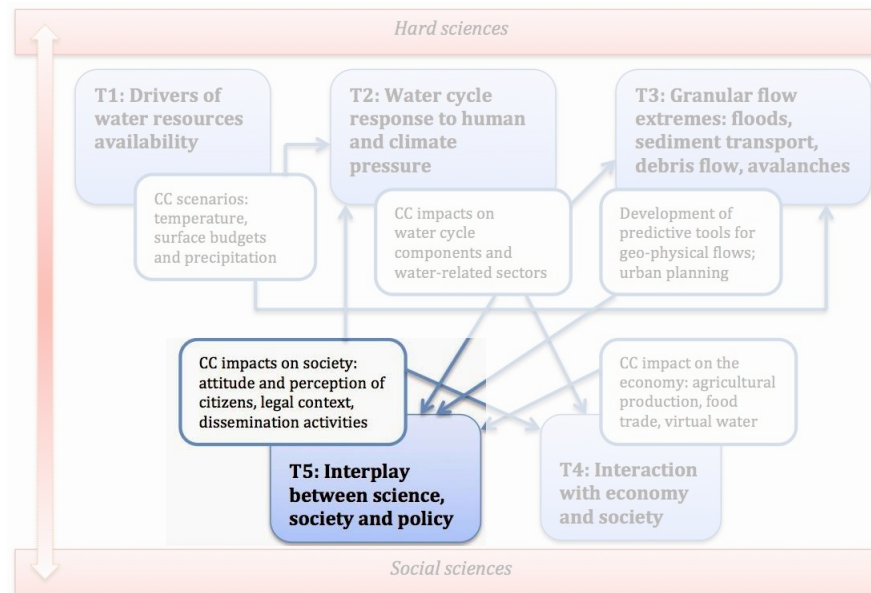 Hard sciences
T1: Drivers of
water resources
availability
T2: Water cycle
response to human
and climate
pressure
T3: Granular flow
extremes: floods,
sediment transport,
debris flow, avalanches
CC scenarios:
temperature,
surface budgets
and precipitation
CC impacts on
water cycle
components and
water-related sectors
Development of
predictive tools for
geo-physical flows;
urban planning
CC impacts on society:
attitude and perception of
citizens, legal context,
dissemination activities
CC impact on the
economy: agricultural
production, food
trade, virtual water
T5: Interplay
between science,
society and policy
T4: Interaction
with economy
and society
Social sciences